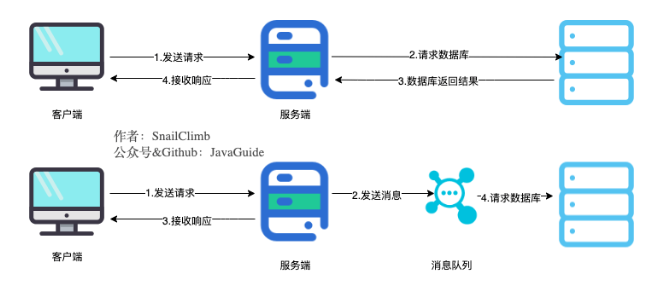 1.发送请求
2.请求数据库
4.接收响应
3.数据库返回结果
客户端
服务端
作者：SnailClimb
公众号&Github：JavaGuide
1.发送请求
2.发送消息
4.请求数据库
3.接收响应
客户端
服务端
消息队列